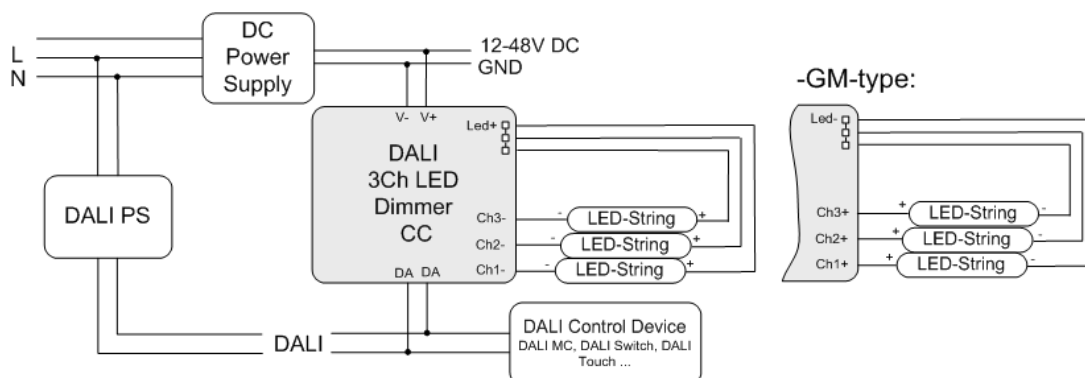 DC
Power
Supply
L
N
12-48V DC
GND
V- V+
Led+
DALI
3Ch LED
Dimmer
CC
Ch3-
Ch2-
Ch1-
- LED-String +
- LED-String +
- LED-String +
DA DA
DALI PS
DALI
DALI Control Device
DALI MC, DALI Switch, DALI
Touch ...
-GM-type:
Led-
Ch3+
Ch2+
Ch1+
+ LED-String -
+ LED-String -
+ LED-String -